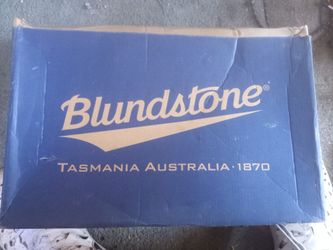 Blundstone®
TASMANIA AUSTRALIA · 1870